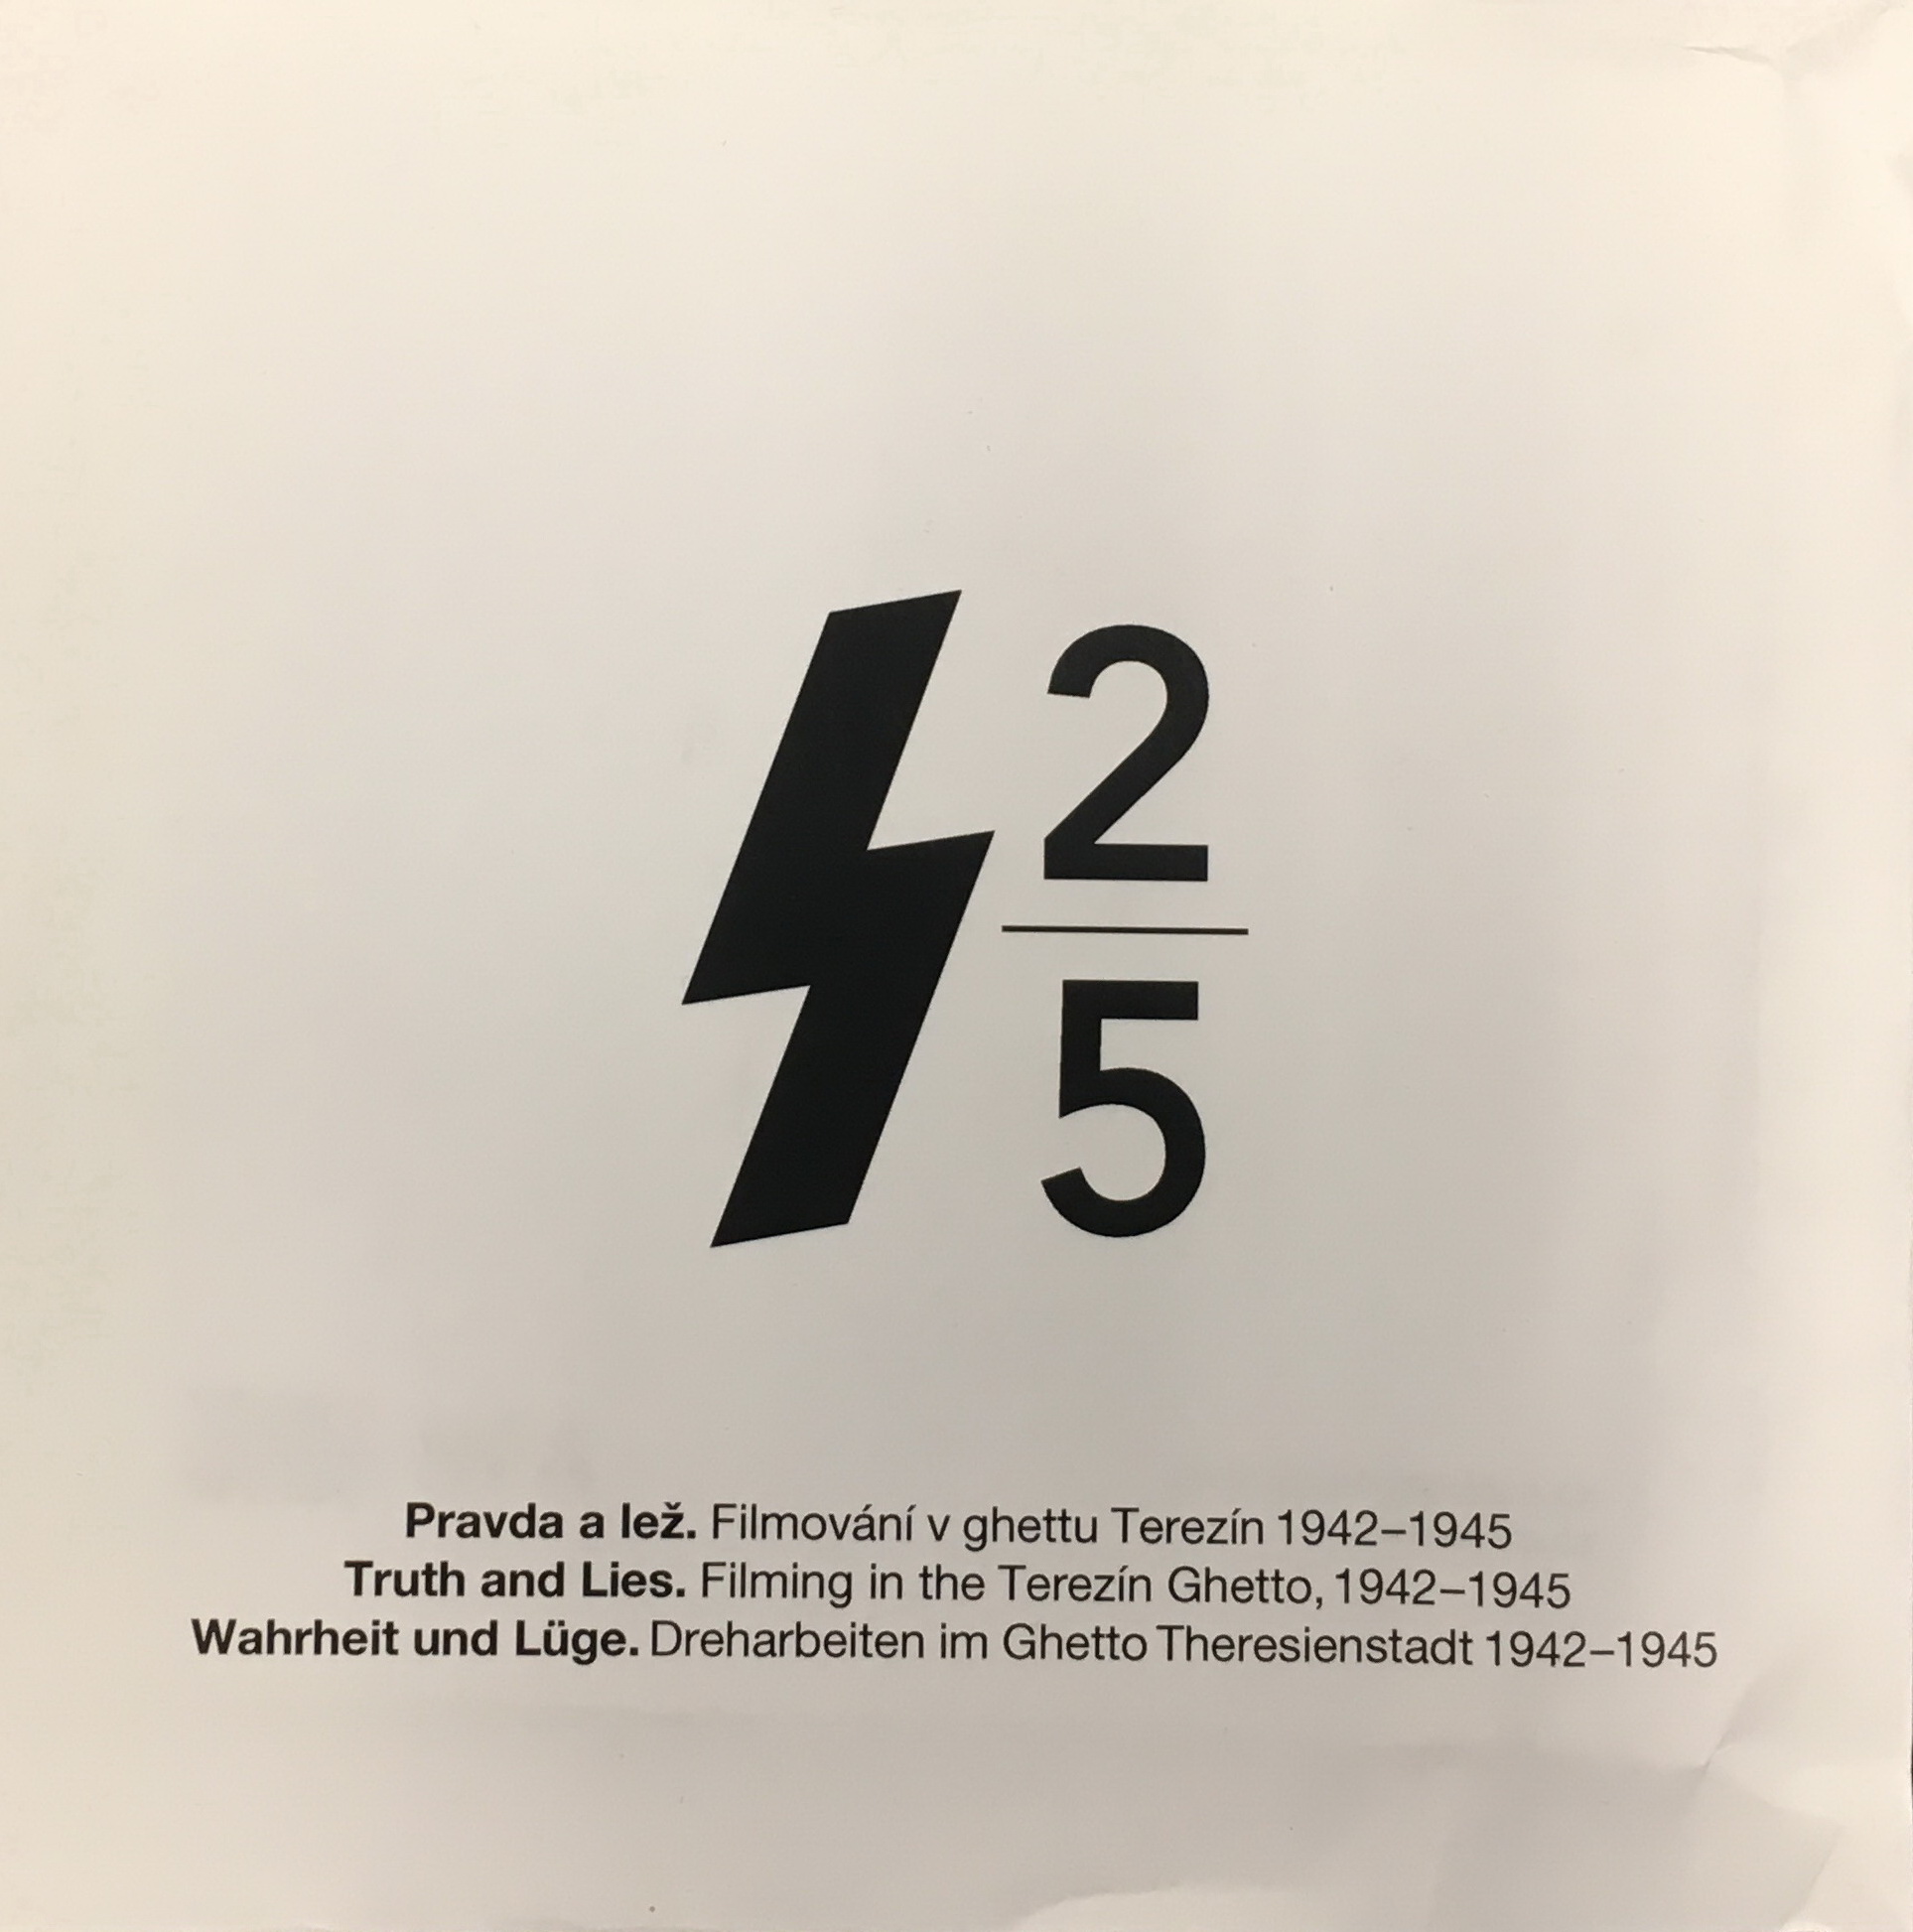 2
5
Pravda a lež. Filmování v ghettu Terezín 1942–1945
Truth and Lies. Filming in the Terezín Ghetto, 1942–1945
Wahrheit und Lüge. Dreharbeiten im Ghetto Theresienstadt 1942–1945